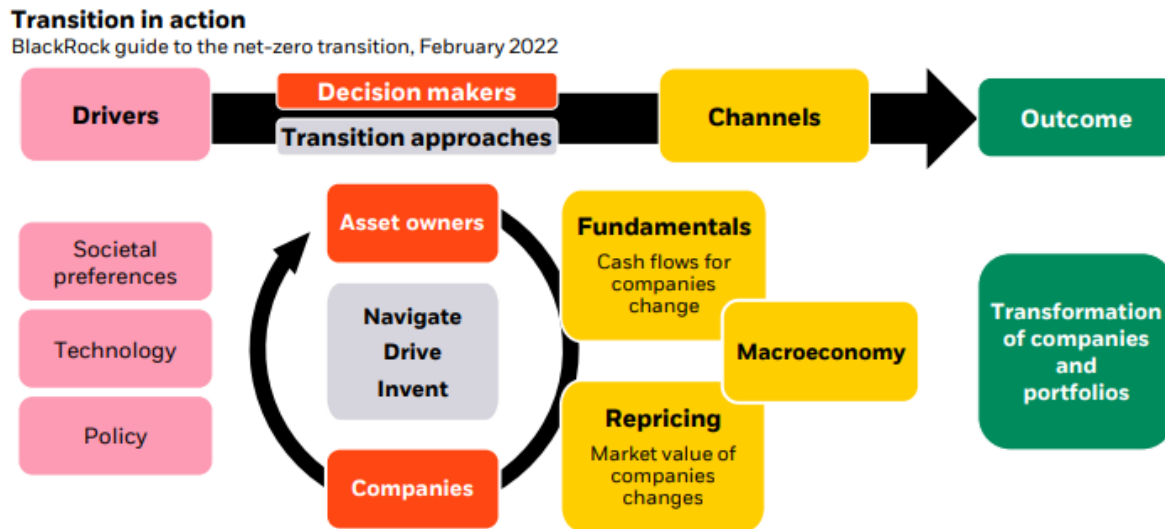 Transition in action
BlackRock guide to the net-zero transition, February 2022
Drivers
Decision makers
Transition approaches
Channels
Outcome
Societal
preferences
Technology
Policy
Asset owners
Navigate
Drive
Invent
Companies
Fundamentals
Cash flows for
companies
change
Macroeconomy
Repricing
Market value of
companies
changes
Transformation
of companies
and
portfolios